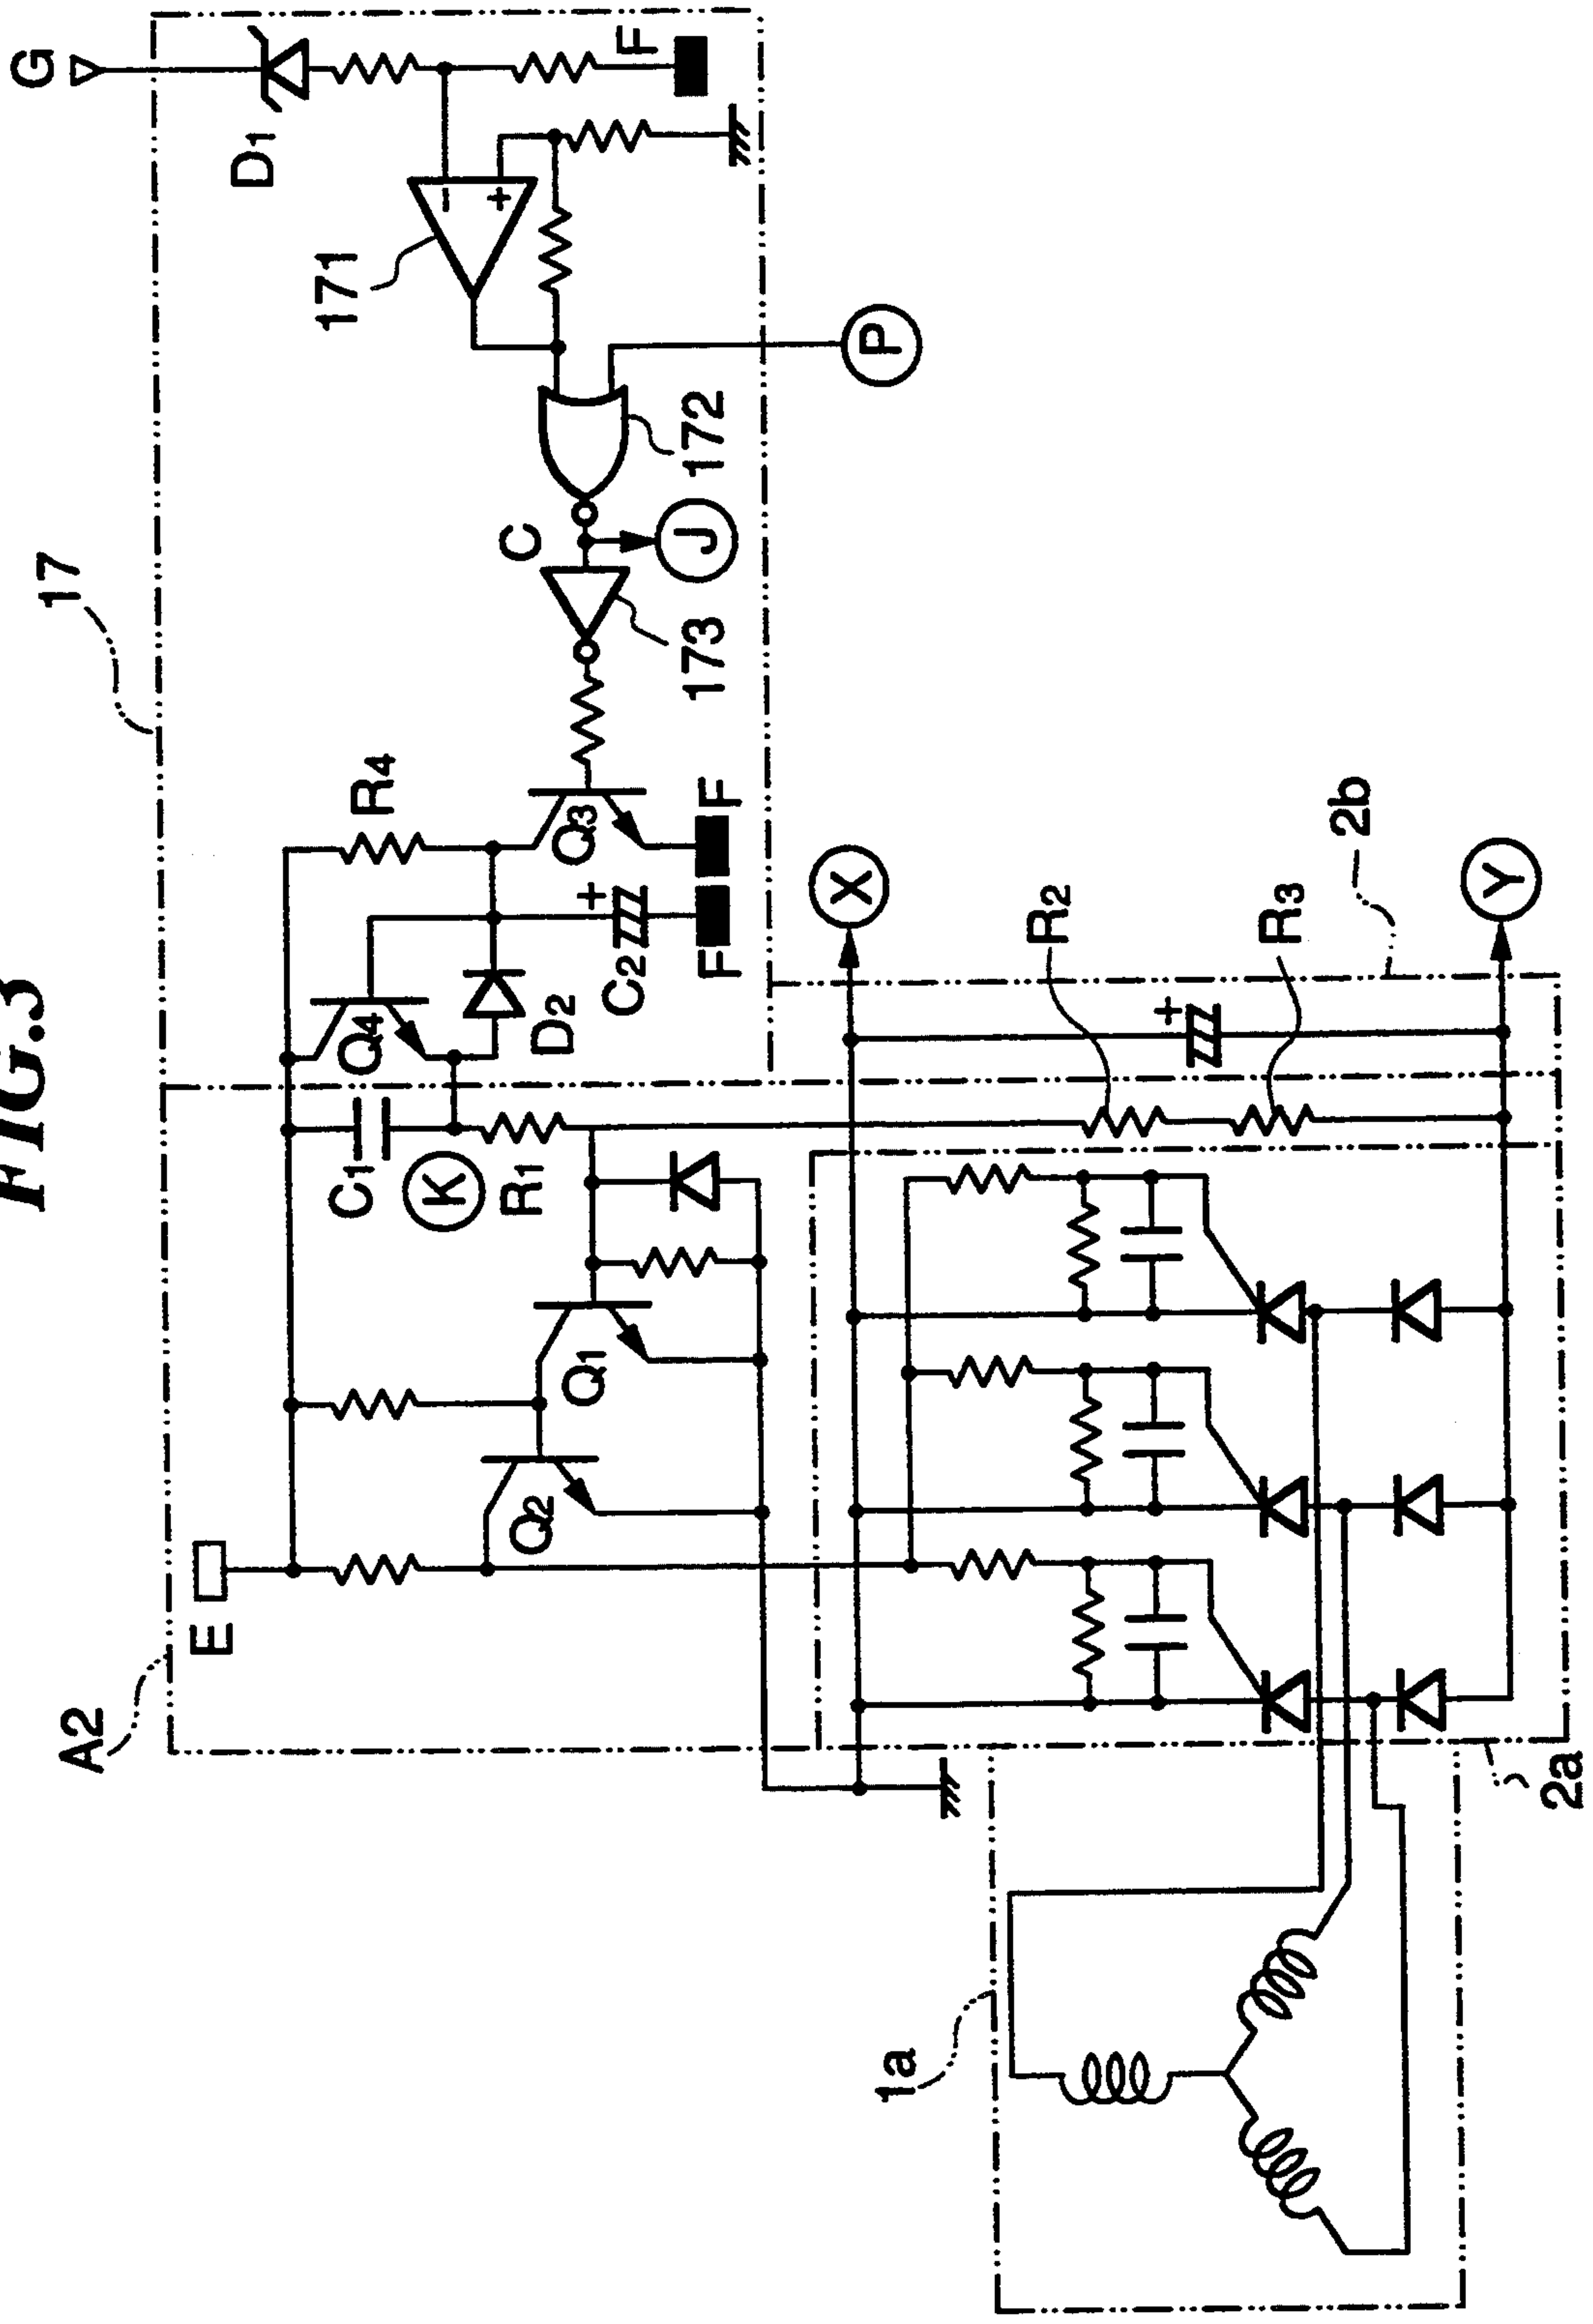 FIG.3
G
F
17
D1
171
-
+
P
172
C
J
173
R4
Q3
F
F
+
C2
D2
Q4
C1
K
R1
Q1
Q2
E
A2
X
Y
2b
R2
R3
+
2a
1a